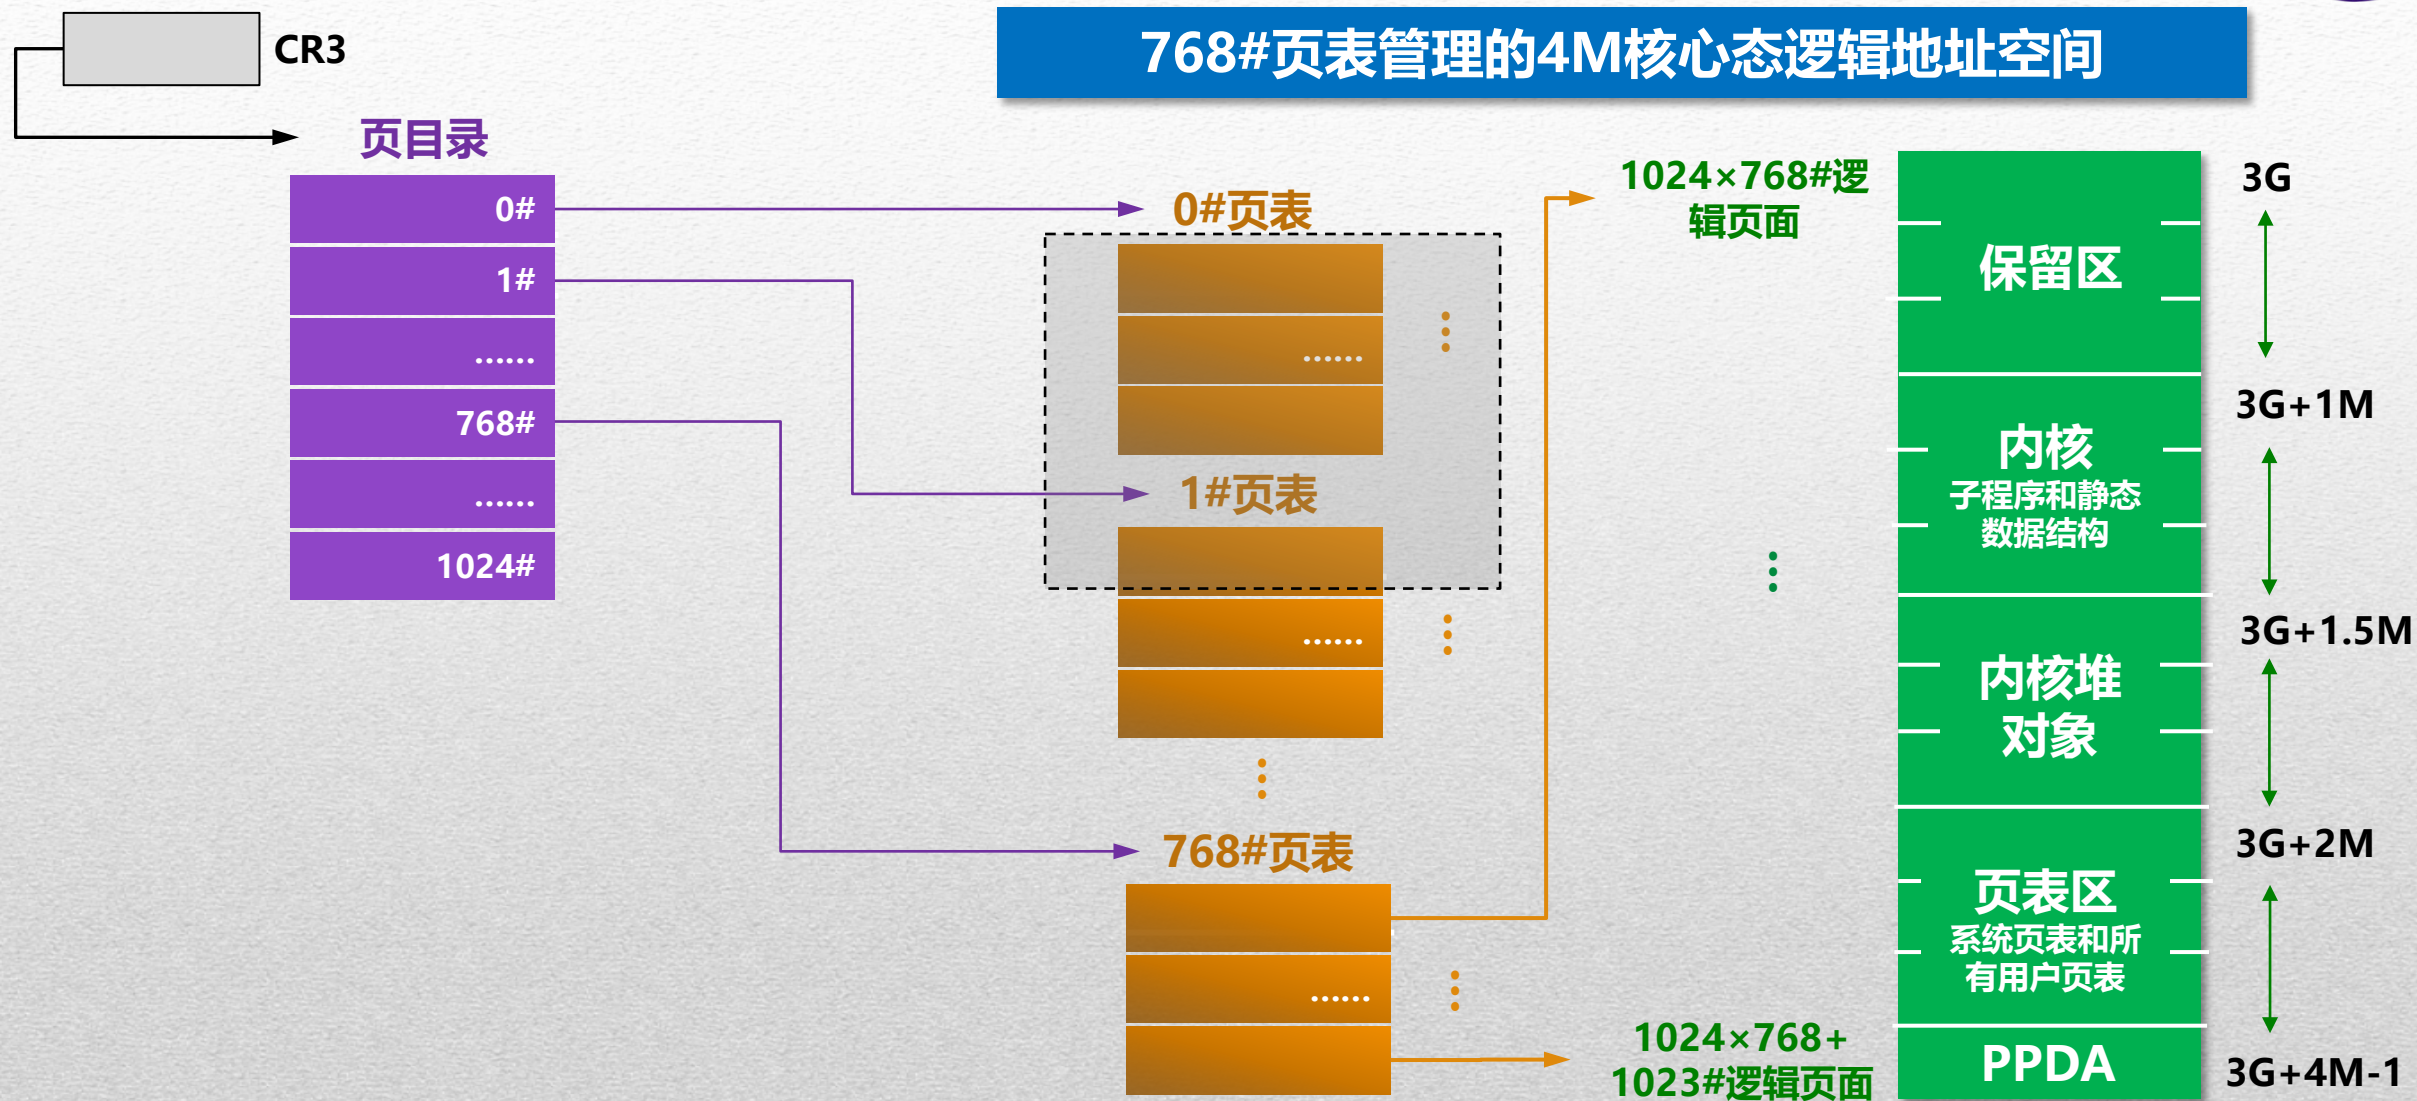 CR3
768#页表管理的4M核心态逻辑地址空间
页目录
0#
1#
......
768#
......
1024#
0#页表
......
1#页表
......
768#页表
......
1024×768#逻
辑页面
1024×768+
1023#逻辑页面
保留区
内核
子程序和静态
数据结构
内核堆
对象
页表区
系统页表和所
有用户页表
PPDA
3G
3G+1M
3G+1.5M
3G+2M
3G+4M-1